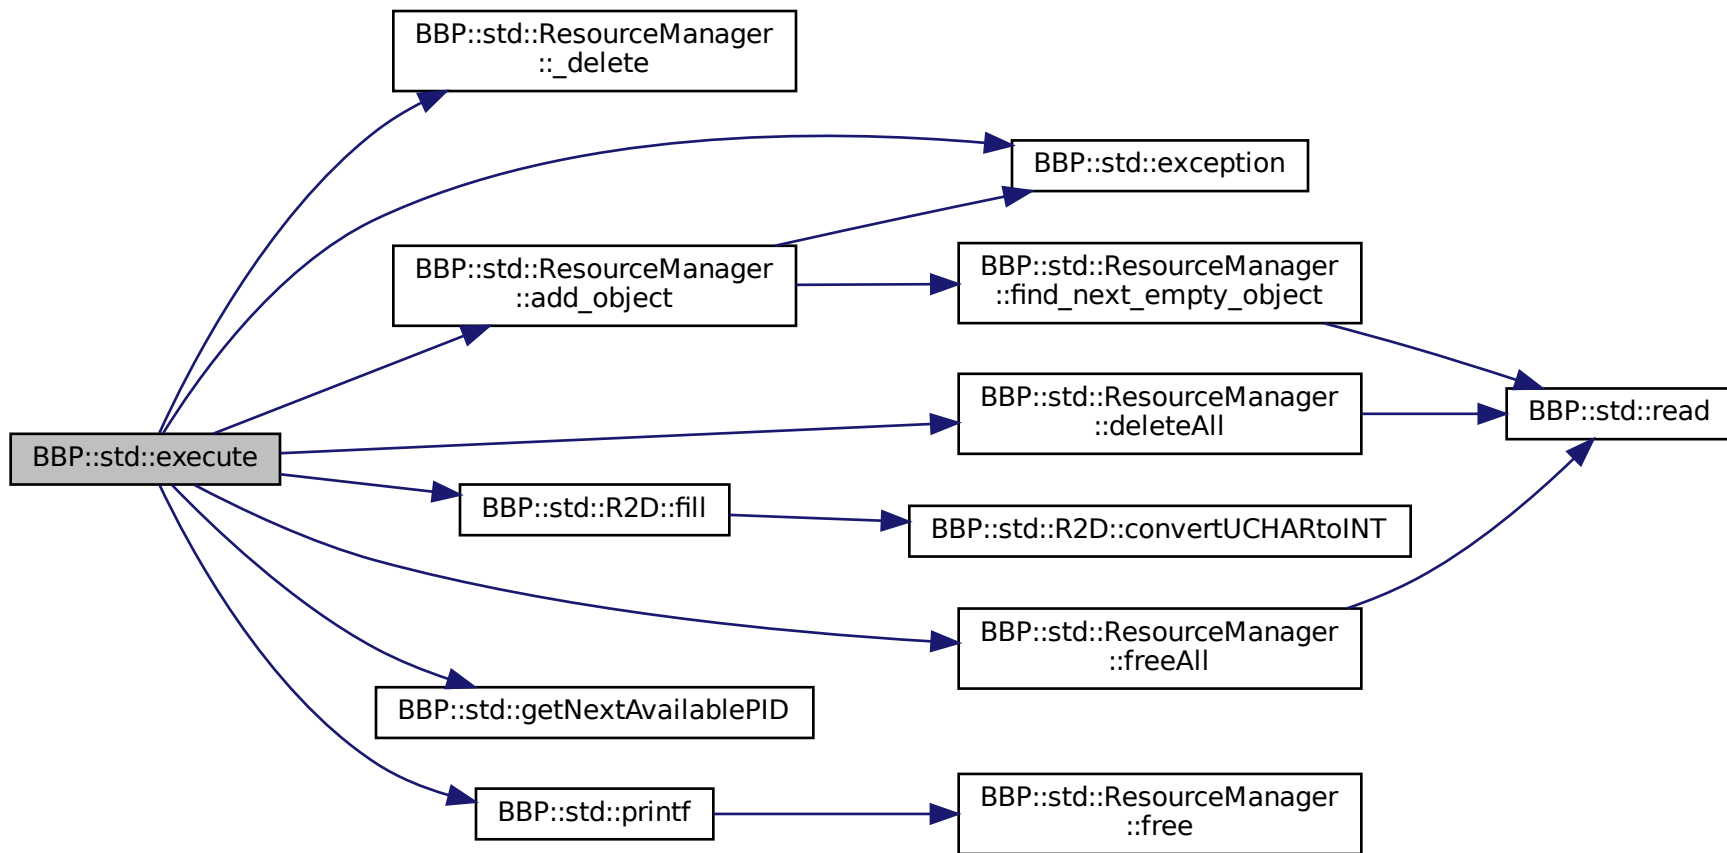 BBP::std::ResourceManager
::_delete
BBP::std::exception
BBP::std::ResourceManager
::add_object
BBP::std::ResourceManager
::find_next_empty_object
BBP::std::ResourceManager
::deleteAll
BBP::std::read
BBP::std::execute
BBP::std::R2D::fill
BBP::std::R2D::convertUCHARtoINT
BBP::std::ResourceManager
::freeAll
BBP::std::getNextAvailablePID
BBP::std::printf
BBP::std::ResourceManager
::free